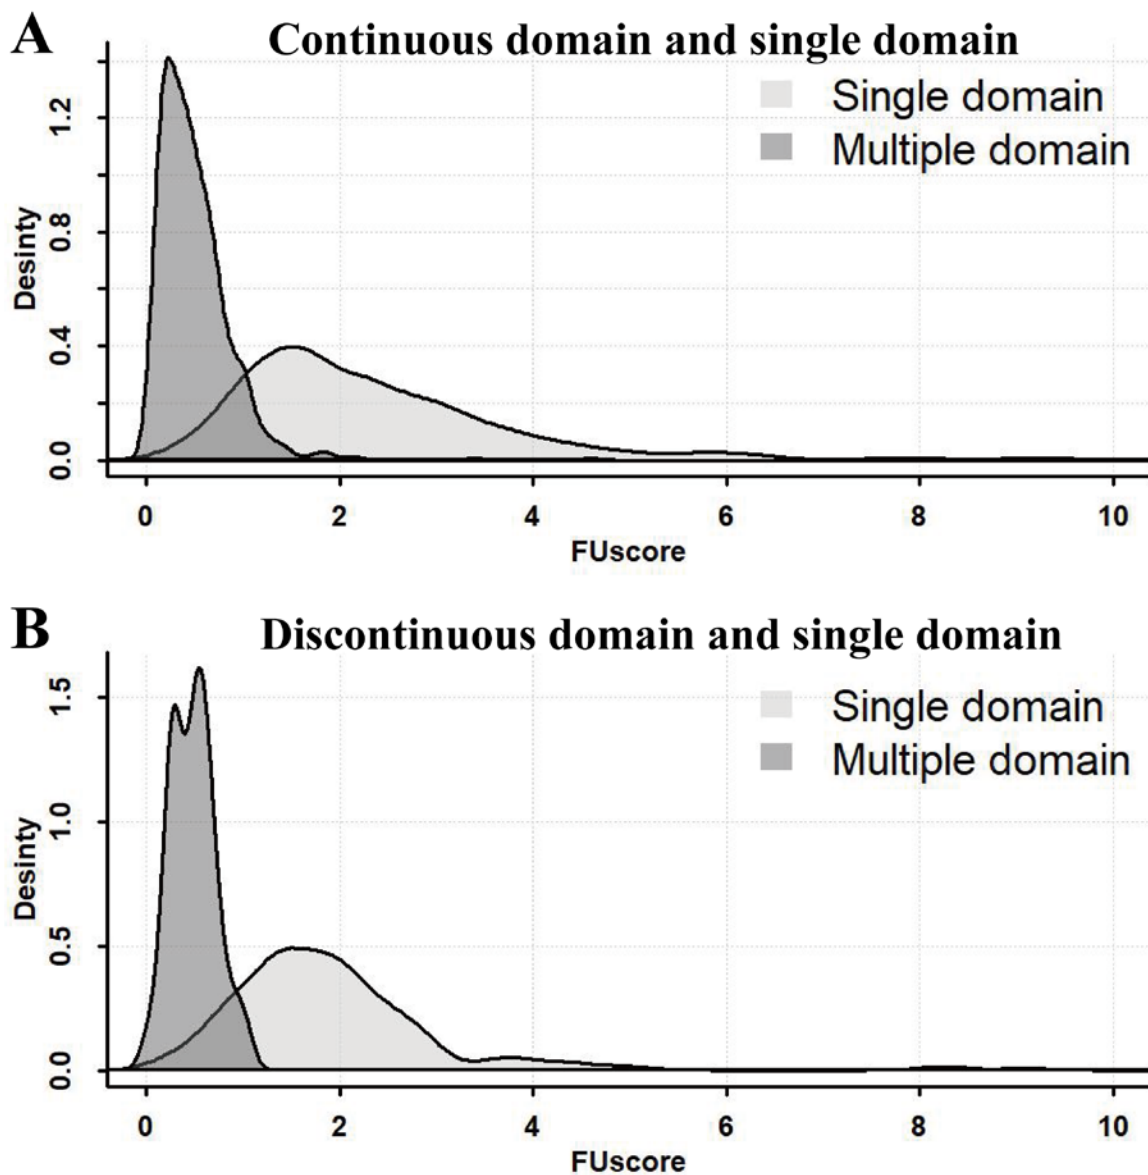 A
Continuous domain and single domain
Single domain
Multiple domain
Desinty
1.2
0.8
0.4
0.0
0 2 4 6 8 10
FUscore
B
Discontinuous domain and single domain
Single domain
Multiple domain
Desinty
1.5
1.0
0.5
0.0
0 2 4 6 8 10
FUscore